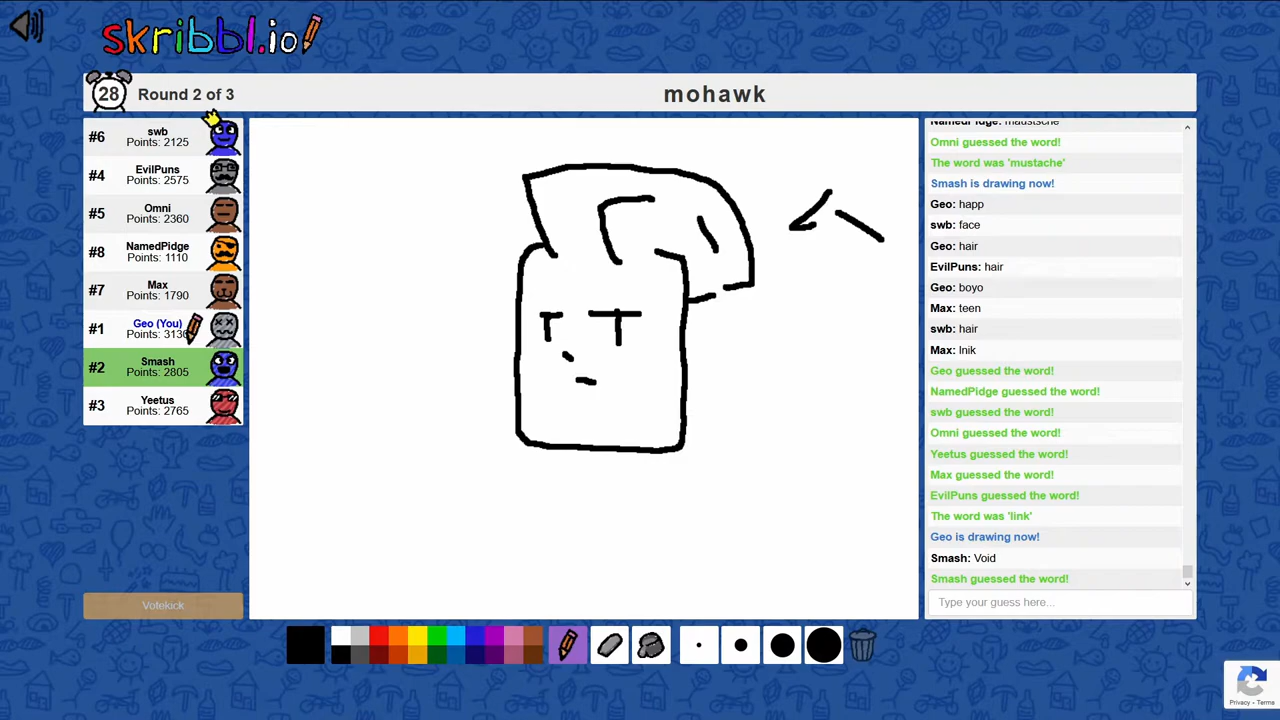 skribbl.io
28
Round 2 of 3
mohawk
#6
swb
Points: 2125
#4
EvilPuns
Points: 2575
#5
Omni
Points: 2360
#8
NamedPidge
Points: 1110
#7
Max
Points: 1790
#1
Geo (You)
Points: 3130
#2
Smash
Points: 2805
#3
Yeetus
Points: 2765
Votekick
NamedPidge: maustsche
Omni guessed the word!
The word was 'mustache'
Smash is drawing now!
Geo: happ
swb: face
Geo: hair
EvilPuns: hair
Geo: boyo
Max: teen
swb: hair
Max: lnik
Geo guessed the word!
NamedPidge guessed the word!
swb guessed the word!
Omni guessed the word!
Yeetus guessed the word!
Max guessed the word!
EvilPuns guessed the word!
The word was 'link'
Geo is drawing now!
Smash: Void
Smash guessed the word!
Type your guess here...
Privacy - Terms